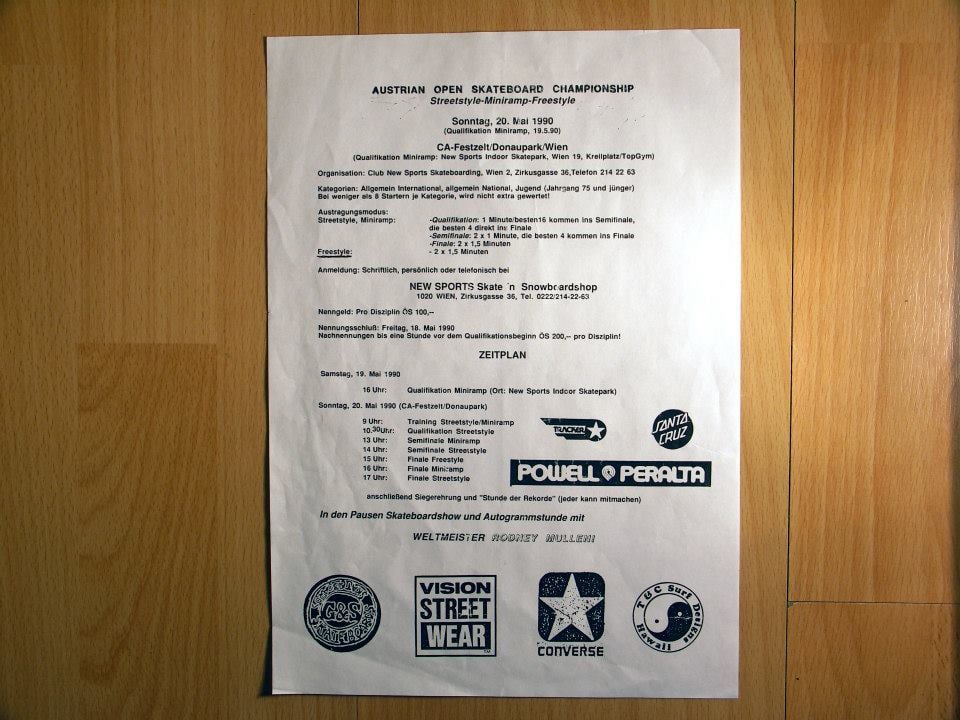 AUSTRIAN OPEN SKATEBOARD CHAMPIONSHIP
Streetstyle-Miniramp-Freestyle
Sonntag, 20. Mai 1990
(Qualifikation Miniramp, 19.5.90)
CA-Festzelt/Donaupark/Wien
(Qualifikation Miniramp: New Sports Indoor Skatepark, Wien 19, Kreilplatz/TopGym)
Organisation: Club New Sports Skateboarding, Wien 2, Zirkusgasse 36,Telefon 214 22 63
Kategorien: Allgemein International, allgemein National, Jugend (Jahrgang 75 und jünger)
Bei weniger als 8 Startern je Kategorie, wird nicht extra gewertet!
Austragungsmodus:
Streetstyle, Miniramp: -Qualifikation: 1 Minute/besten16 kommen ins Semifinale,
die besten 4 direkt ins Finale
-Semifinale: 2 x 1 Minute, die besten 4 kommen ins Finale
-Finale: 2 x 1,5 Minuten
Freestyle: - 2 x 1,5 Minuten
Anmeldung: Schriftlich, persönlich oder telefonisch bei
NEW SPORTS Skate 'n Snowboardshop
1020 WIEN, Zirkusgasse 36, Tel. 0222/214-22-63
Nenngeld: Pro Disziplin ÖS 100,--
Nennungsschluß: Freitag, 18. Mai 1990
Nachnennungen bis eine Stunde vor dem Qualifikationsbeginn ÖS 200,-- pro Disziplin!
ZEITPLAN
Samstag, 19. Mai 1990
16 Uhr: Qualifikation Miniramp (Ort: New Sports Indoor Skatepark)
Sonntag, 20. Mai 1990 (CA-Festzelt/Donaupark)
9 Uhr: Training Streetstyle/Miniramp
10.30Uhr: Qualifikation Streetstyle
13 Uhr: Semifinale Miniramp
14 Uhr: Semifinale Streetstyle
15 Uhr: Finale Freestyle
16 Uhr: Finale Miniramp
17 Uhr: Finale Streetstyle
TRACKER
SANTA
CRUZ
POWELL PERALTA
anschließend Siegerehrung und "Stunde der Rekorde" (jeder kann mitmachen)
In den Pausen Skateboardshow und Autogrammstunde mit
WELTMEISTER RODNEY MULLEN!
G&S
VISION
STREET
WEAR
CONVERSE
T&C Surf Designs
Hawaii